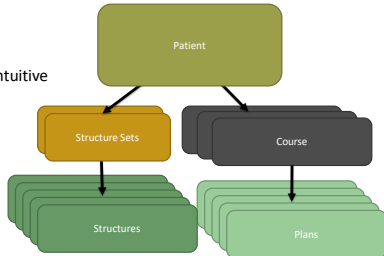 Patient
ntuitive
Structure Sets
Course
Structures
Plans